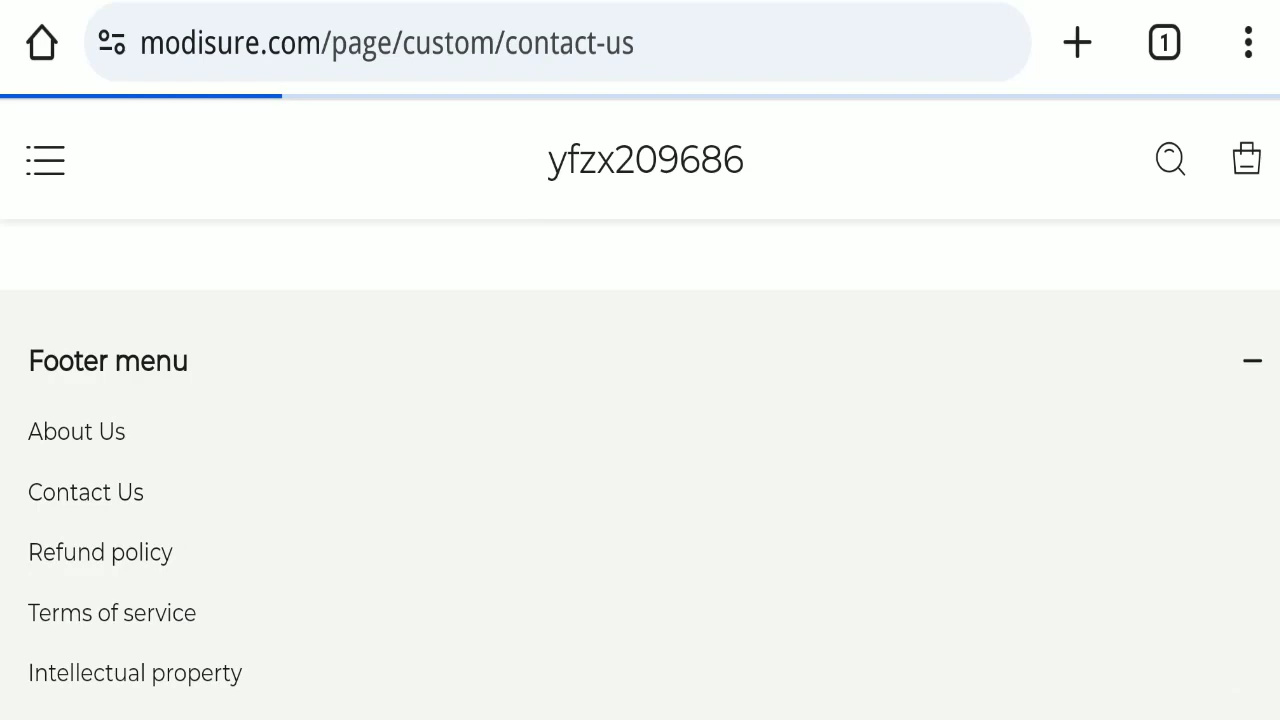 modisure.com/page/custom/contact-us
1
yfzx209686
Footer menu
About Us
Contact Us
Refund policy
Terms of service
Intellectual property